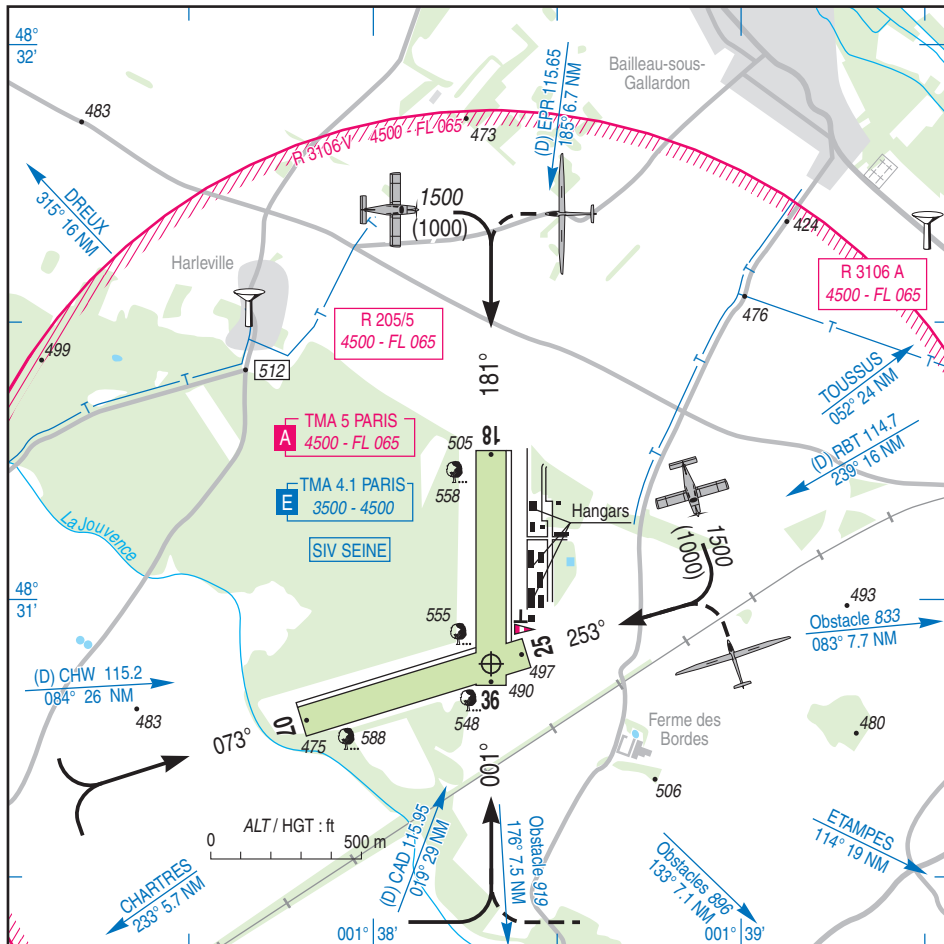 48°
32'
483
Bailleau-sous-
Gallardon
(D) EPR 115.65
185° 6.7 NM
R 3106 V 4500 - FL 065
473
DREUX
315° 16 NM
1500
(1000)
424
Harleville
R 3106 A
4500 - FL 065
R 205/5
4500 - FL 065
476
T
T
T
T
T
T
T
499
512
181°
TOUSSUS
052° 24 NM
A
TMA 5 PARIS
4500 - FL 065
505
18
(D) RBT 114.7
239° 16 NM
558
E
TMA 4.1 PARIS
3500 - 4500
Hangars
La Jouvence
SIV SEINE
1500
(1000)
48°
31'
555
493
Obstacle 833
083° 7.7 NM
253°
25
497
(D) CHW 115.2
084° 26 NM
490
36
548
483
07
073°
475
588
Ferme des
Bordes
480
001°
506
ALT / HGT : ft
0
500 m
(D) CAD 115.95
019° 29 NM
Obstacle 919
176° 7.5 NM
Obstacles 896
133° 7.1 NM
ETAMPES
114° 19 NM
CHARTRES
233° 5.7 NM
001° 38'
001° 39'